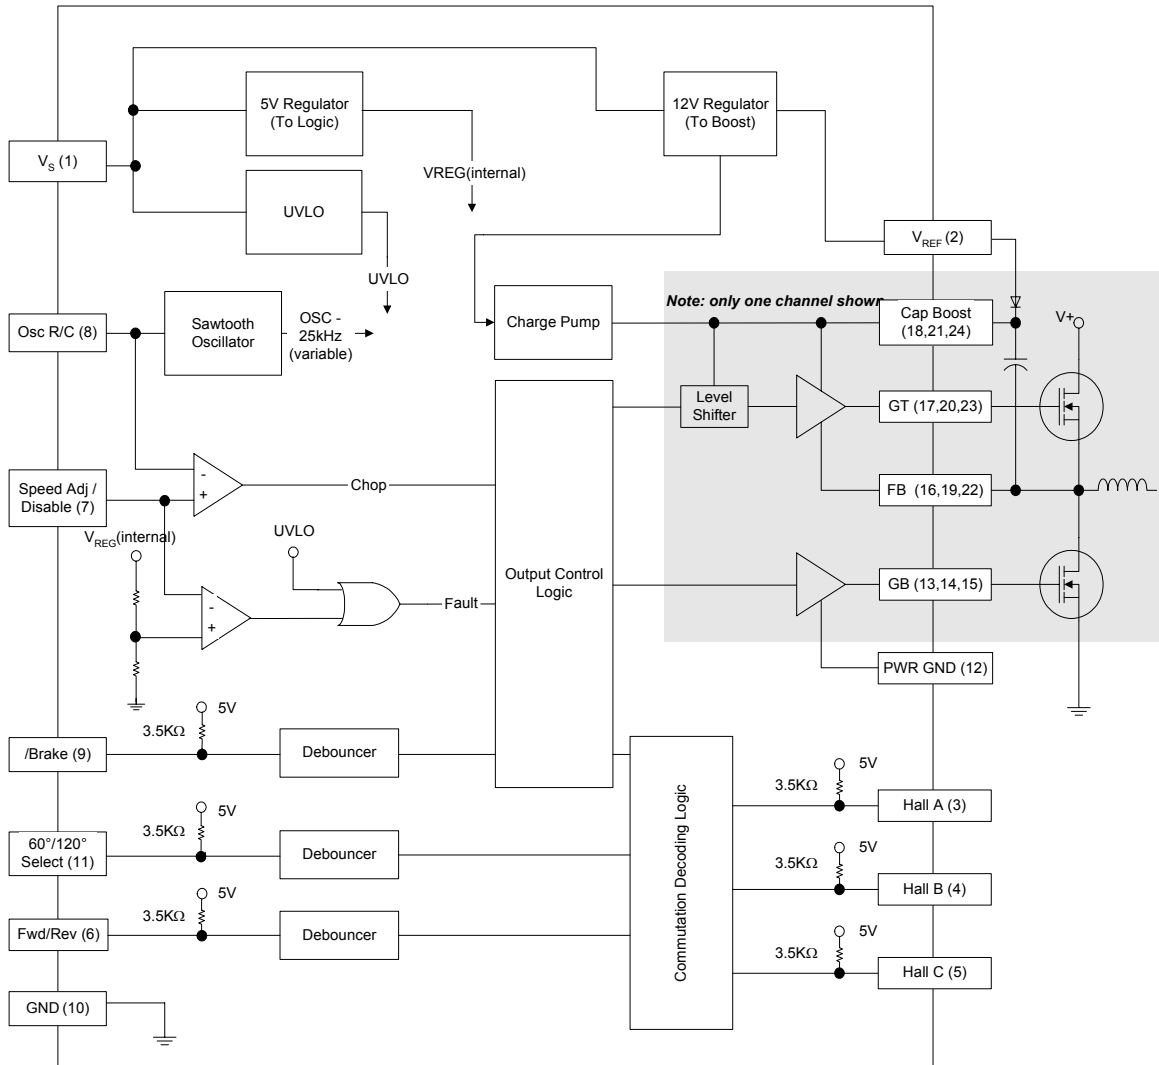 5V Regulator
(To Logic)
12V Regulator
(To Boost)
V_S (1)
VREG(internal)
UVLO
V_REF (2)
UVLO
Note: only one channel shown
Osc R/C (8)
Sawtooth
Oscillator
OSC -
25kHz
(variable)
Charge Pump
Cap Boost
(18,21,24)
V+
Level
Shifter
GT (17,20,23)
Speed Adj /
Disable (7)
-
+
Chop
FB (16,19,22)
V_REG(internal)
UVLO
Output Control
Logic
GB (13,14,15)
-
+
Fault
PWR GND (12)
5V
3.5KΩ
/Brake (9)
Debouncer
5V
3.5KΩ
Hall A (3)
5V
3.5KΩ
60°/120°
Select (11)
Debouncer
Commutation Decoding Logic
5V
3.5KΩ
Hall B (4)
5V
3.5KΩ
Fwd/Rev (6)
Debouncer
5V
3.5KΩ
Hall C (5)
GND (10)